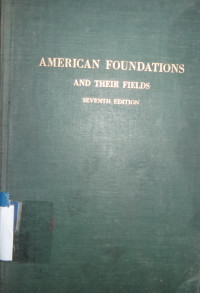 AMERICAN FOUNDATIONS
AND THEIR FIELDS
SEVENTH EDITION